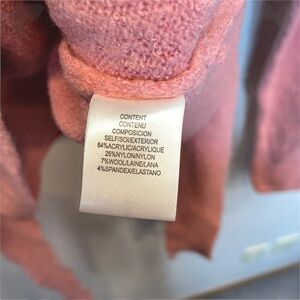 CONTENT
CONTENU
COMPOSICION
SELF/SOI/EXTERIOR
64%ACRYLIC/ACRYLIQUE
25%NYLON/NYLON
7%WOOL/LAINE/LANA
4%SPANDEX/ELASTANO